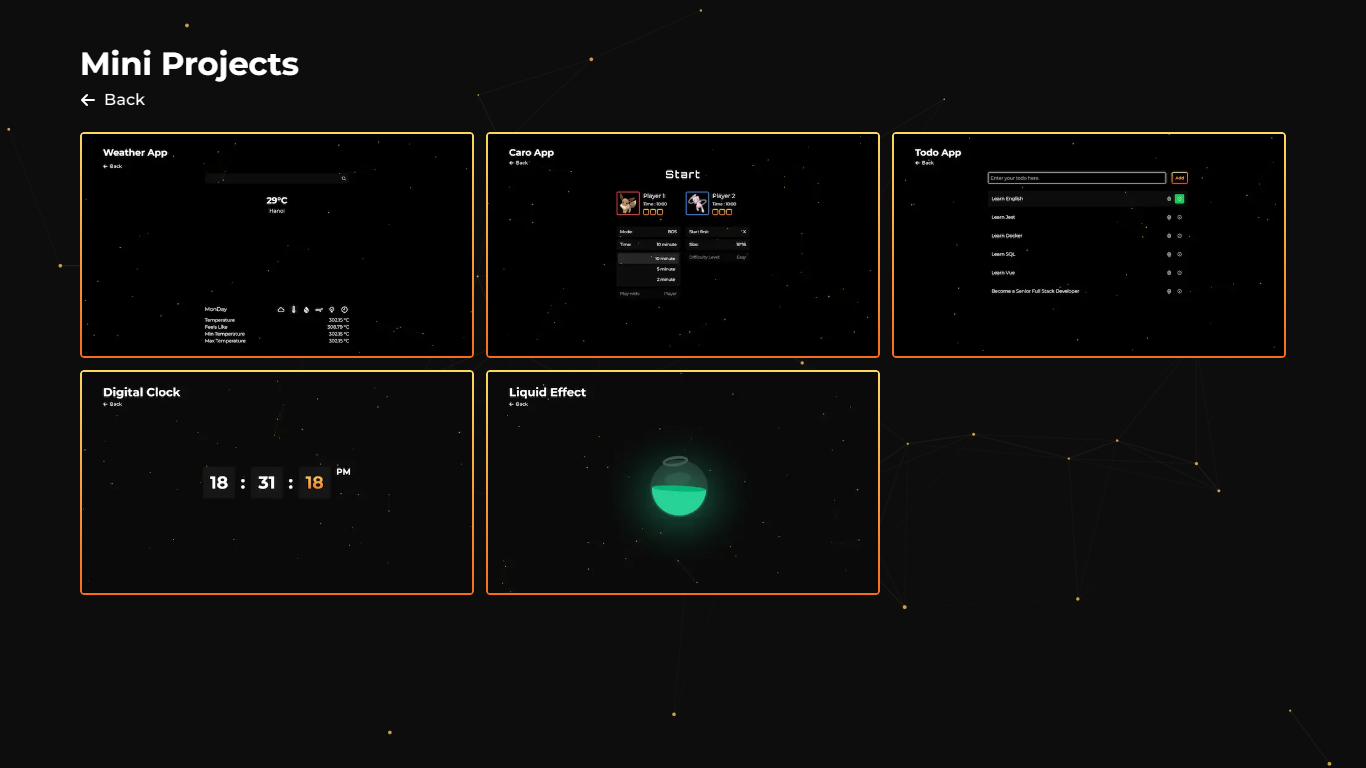 Mini Projects
Back
Weather App
Back
29°C
Hanoi
MonDay
Temperature 302.15 °C
Feels Like 308.79 °C
Min Temperature 302.15 °C
Max Temperature 302.15 °C
Caro App
Back
Start
Player 1
Time : 10:00
Player 2
Time : 10:00
Mode: BO5
Start first: X
Time: 10 minute
Size: 16*16
10 minute
5 minute
2 minute
Difficulty Level: Easy
Play with: Player
Todo App
Back
Enter your todo here. Add
Learn English
Learn Jest
Learn Docker
Learn SQL
Learn Vue
Become a Senior Full Stack Developer
Digital Clock
Back
18 : 31 : 18 PM
Liquid Effect
Back